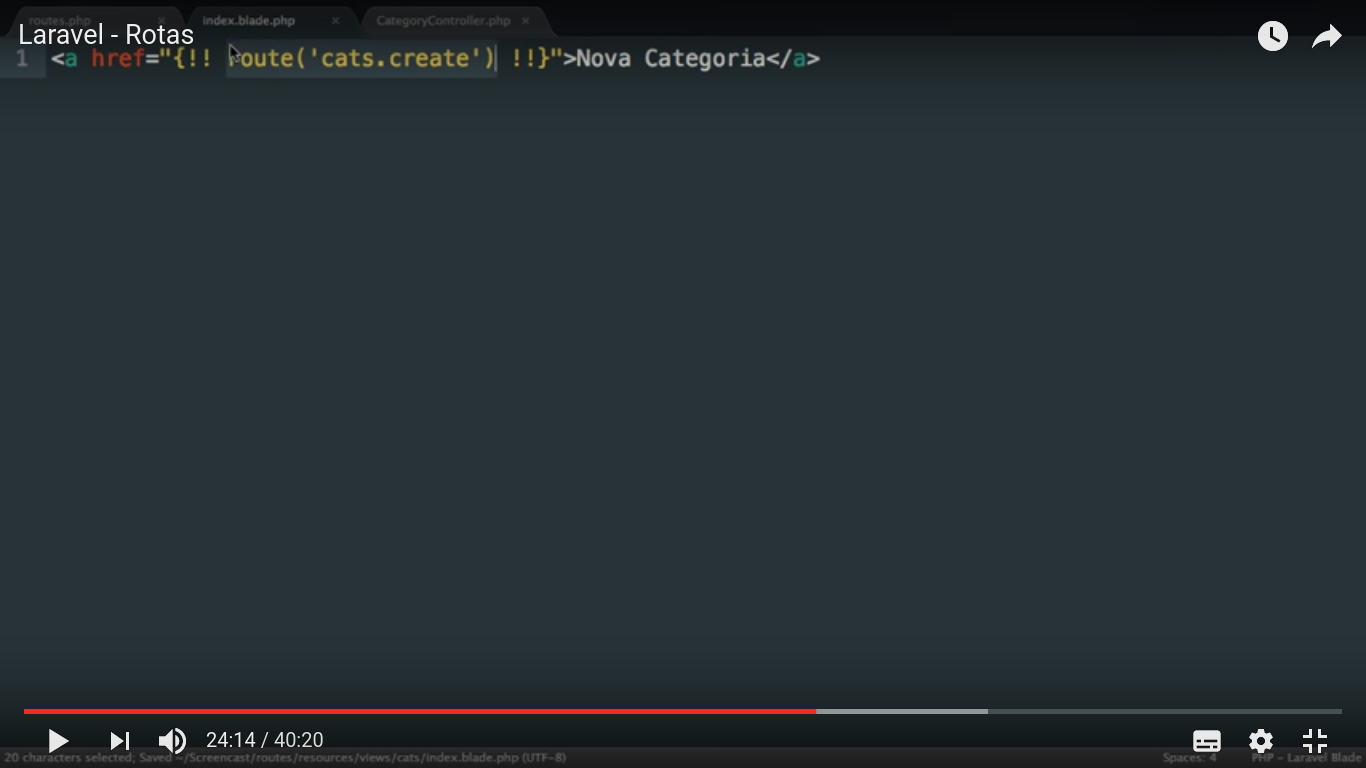 routes.php × index.blade.php × CategoryController.php ×
Laravel - Rotas
1 <a href="{!! route('cats.create') !!}">Nova Categoria</a>
24:14 / 40:20
20 characters selected; Saved ~/Screencast/routes/resources/views/cats/index.blade.php (UTF-8) Spaces: 4 PHP - Laravel Blade